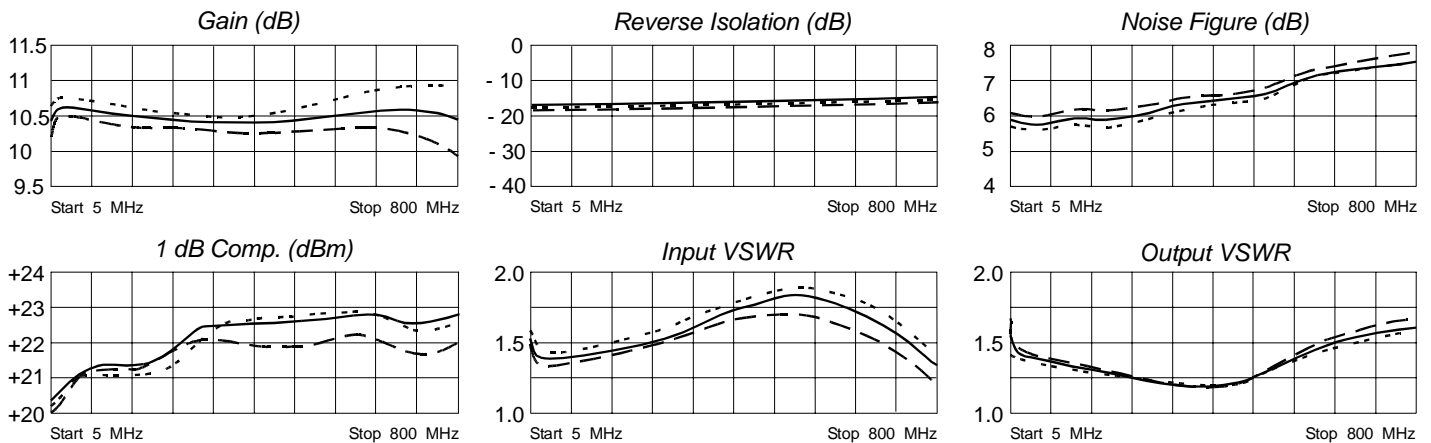 Gain (dB)
11.5
11
10.5
10
9.5
Start 5 MHz Stop 800 MHz
Reverse Isolation (dB)
0
- 10
- 20
- 30
- 40
Start 5 MHz Stop 800 MHz
Noise Figure (dB)
8
7
6
5
4
Start 5 MHz Stop 800 MHz
1 dB Comp. (dBm)
+24
+23
+22
+21
+20
Start 5 MHz Stop 800 MHz
Input VSWR
2.0
1.5
1.0
Start 5 MHz Stop 800 MHz
Output VSWR
2.0
1.5
1.0
Start 5 MHz Stop 800 MHz